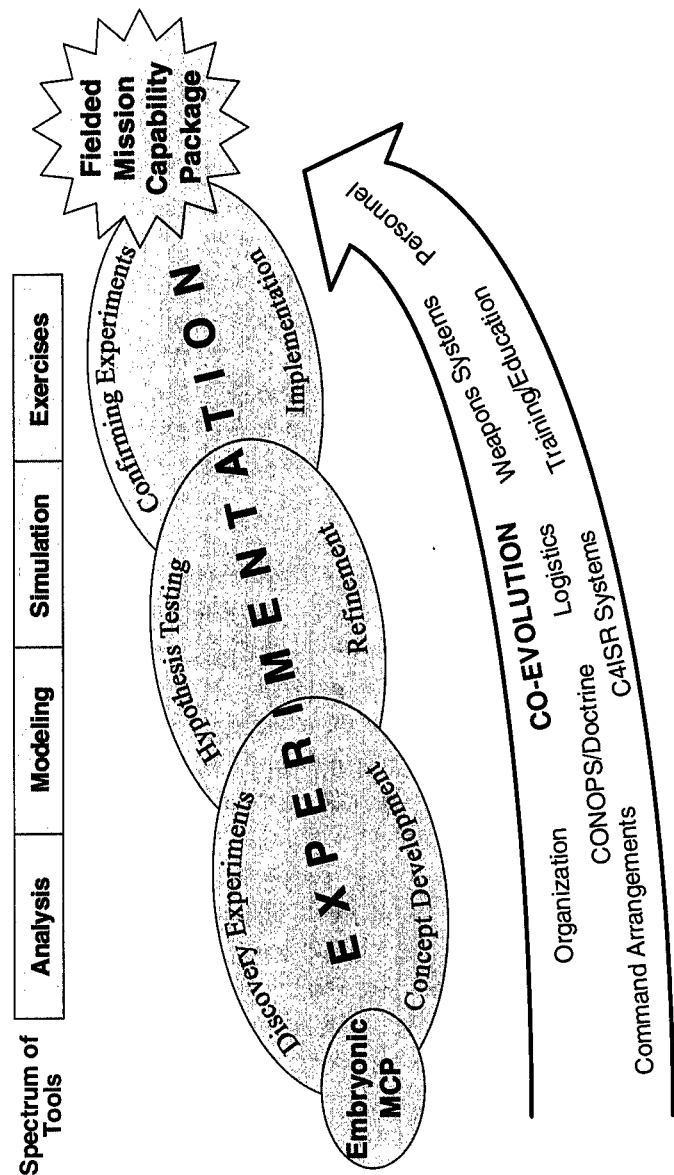 Spectrum of
Tools
Analysis
Modeling
Simulation
Exercises
Embryonic
MCP
Discovery Experiments
Concept Development
Hypothesis Testing
Refinement
Confirming Experiments
Implementation
EXPERIMENTATION
Fielded
Mission
Capability
Package
CO-EVOLUTION
Organization
CONOPS/Doctrine
Command Arrangements
Logistics
C4ISR Systems
Weapons Systems
Training/Education
Personnel